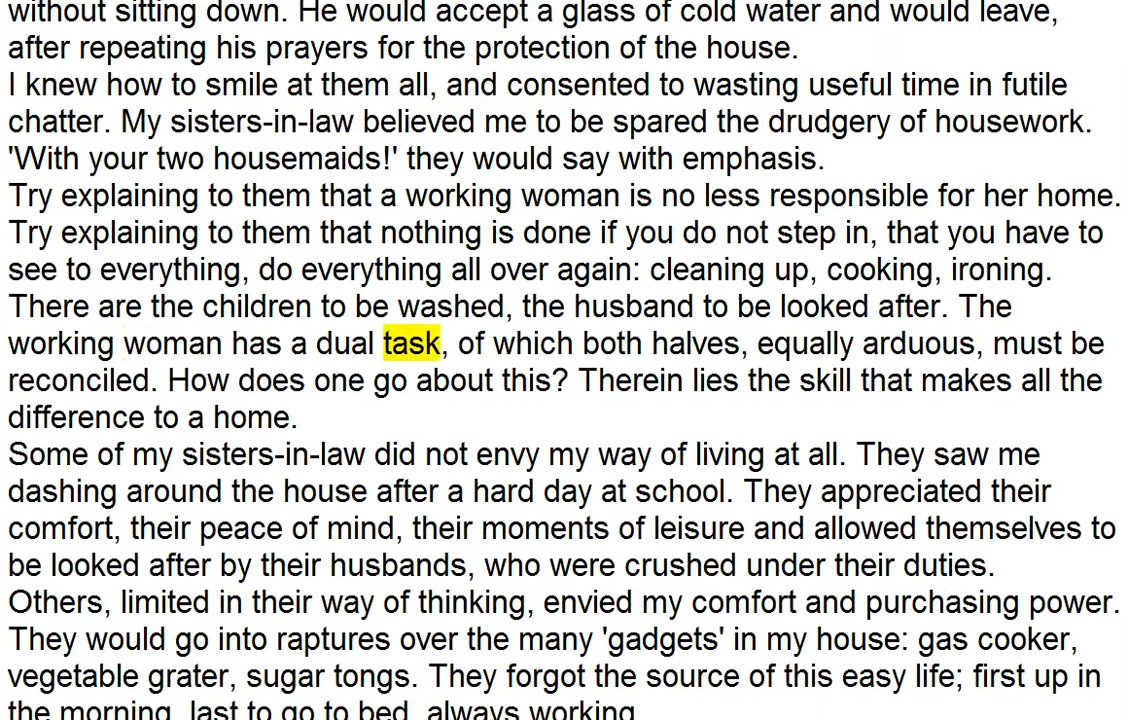 without sitting down. He would accept a glass of cold water and would leave,
after repeating his prayers for the protection of the house.
I knew how to smile at them all, and consented to wasting useful time in futile
chatter. My sisters-in-law believed me to be spared the drudgery of housework.
'With your two housemaids!' they would say with emphasis.
Try explaining to them that a working woman is no less responsible for her home.
Try explaining to them that nothing is done if you do not step in, that you have to
see to everything, do everything all over again: cleaning up, cooking, ironing.
There are the children to be washed, the husband to be looked after. The
working woman has a dual task, of which both halves, equally arduous, must be
reconciled. How does one go about this? Therein lies the skill that makes all the
difference to a home.
Some of my sisters-in-law did not envy my way of living at all. They saw me
dashing around the house after a hard day at school. They appreciated their
comfort, their peace of mind, their moments of leisure and allowed themselves to
be looked after by their husbands, who were crushed under their duties.
Others, limited in their way of thinking, envied my comfort and purchasing power.
They would go into raptures over the many 'gadgets' in my house: gas cooker,
vegetable grater, sugar tongs. They forgot the source of this easy life; first up in
the morning, last to go to bed, always working.